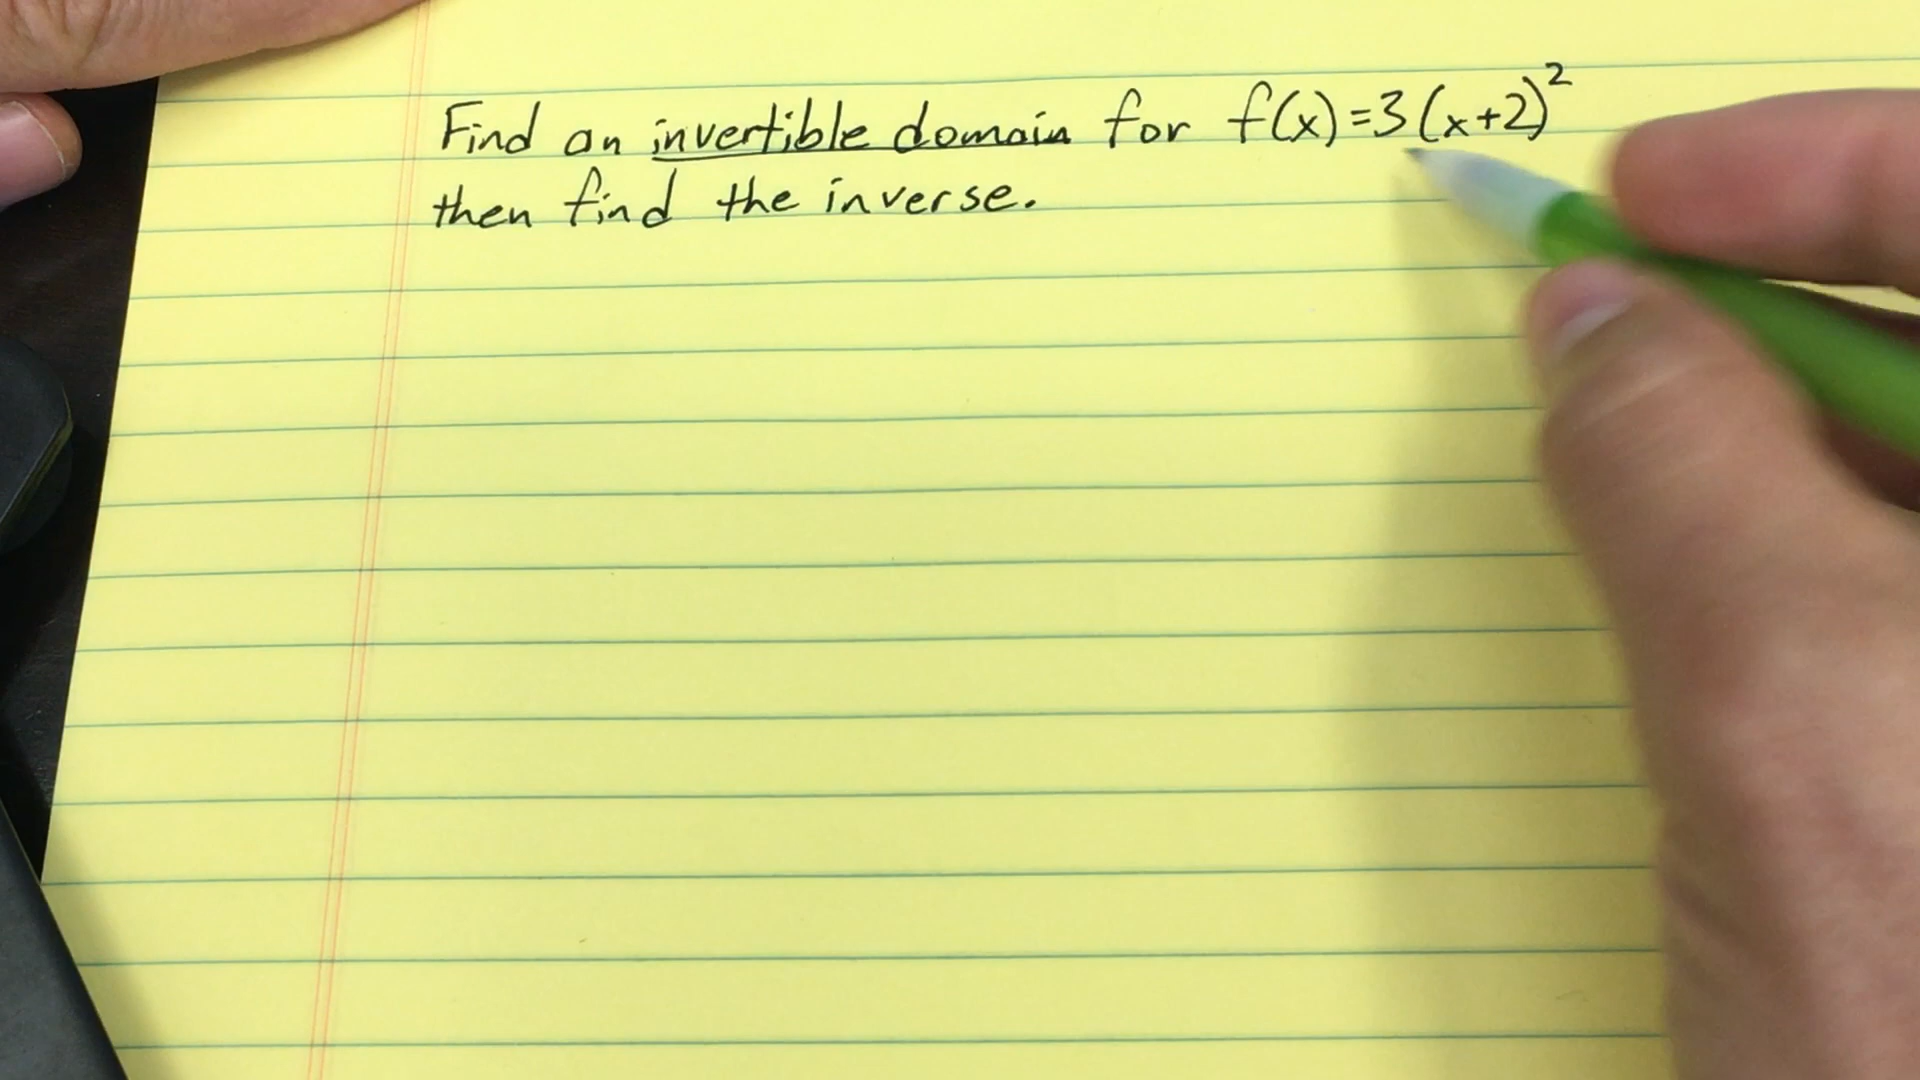 Find an invertible domain for f(x)=3(x+2)²
then find the inverse.